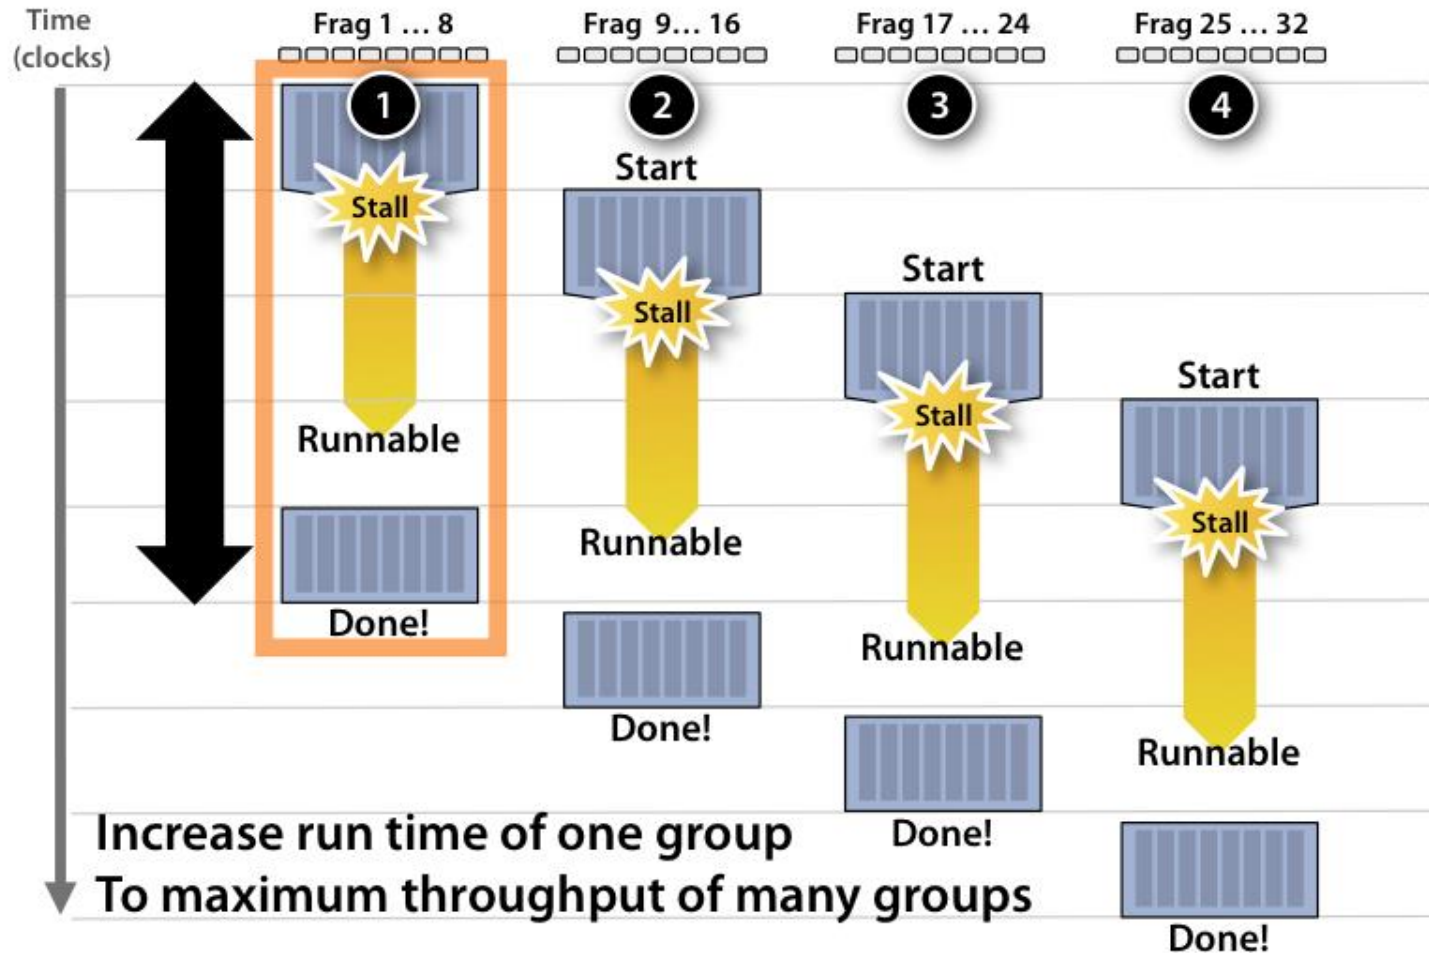 Time
(clocks)
Frag 1 … 8
Frag 9… 16
Frag 17 … 24
Frag 25 … 32
1
2
3
4
Start
Stall
Start
Stall
Start
Stall
Runnable
Stall
Runnable
Done!
Runnable
Done!
Runnable
Increase run time of one group
Done!
To maximum throughput of many groups
Done!